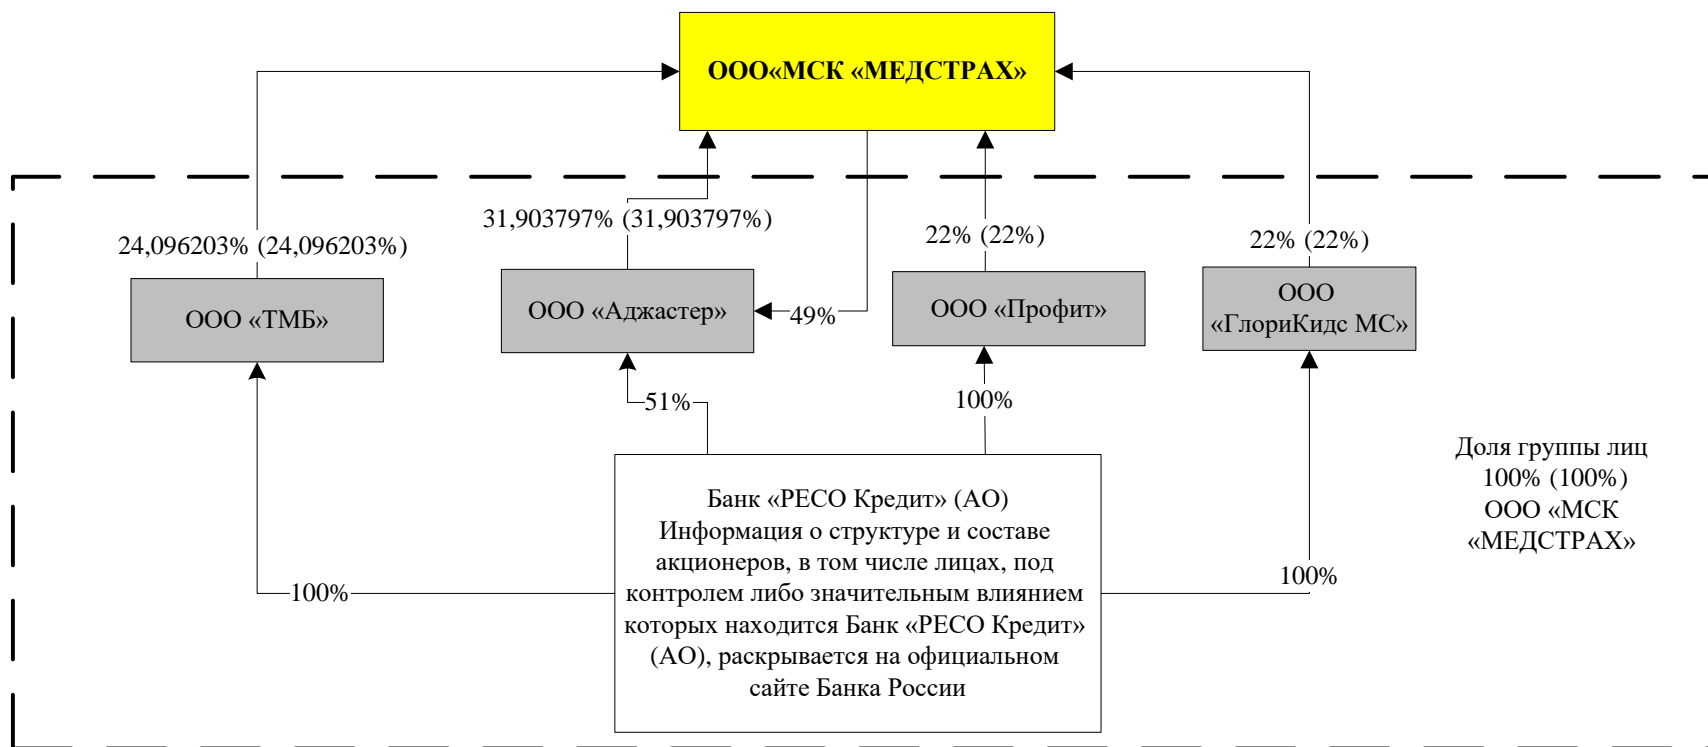 ООО«МСК «МЕДСТРАХ»
31,903797% (31,903797%)
24,096203% (24,096203%)
22% (22%)
22% (22%)
ООО «ТМБ»
ООО «Аджастер»
49%
ООО «Профит»
ООО
«ГлориКидс МС»
51%
100%
Доля группы лиц
100% (100%)
ООО «МСК
«МЕДСТРАХ»
Банк «РЕСО Кредит» (АО)
Информация о структуре и составе
акционеров, в том числе лицах, под
контролем либо значительным влиянием
которых находится Банк «РЕСО Кредит»
(АО), раскрывается на официальном
сайте Банка России
100%
100%